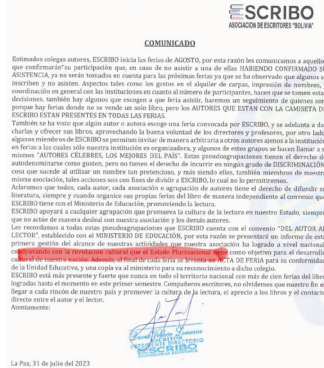 ESCRIBO
ASOCIACIÓN DE ESCRITORES "BOLIVIA"
COMUNICADO
Estimados colegas autores, ESCRIBO inicia las ferias de AGOSTO, por esta razón les comunicamos a aquellos
que confirmarán su participación que, en caso de no asistir a una de ellas HABIENDO CONFIRMADO SU
ASISTENCIA, ya no serán tomados en cuenta para las próximas ferias ya que se ha observado que algunos se
inscriben y no asisten. Aspectos tales como los gastos en el alquiler de carpas, impresión de nombres, y
coordinación en general con las instituciones en cuanto al número de participantes, hacen que se tomen estas
decisiones, también hay algunos que escogen a que feria asistir, haremos un seguimiento de quienes son
porque hay ferias donde no se vende un solo libro, pero los AUTORES QUE ESTÁN CON LA CAMISETA DE
ESCRIBO ESTÁN PRESENTES EN TODAS LAS FERIAS.
También se ha visto que algún autor o autora escoge una feria convocada por ESCRIBO, y se adelanta a dar
charlas y ofrecer sus libros, aprovechando la buena voluntad de los directores y profesores, por otro lado,
algunos miembros de ESCRIBO se permiten invitar de manera arbitraria a otros autores ajenos a la institución
en ferias a las cuales sólo nuestra institución es organizadora, y algunos de estos grupos se hacen llamar a sí
mismos "AUTORES CÉLEBRES, LOS MEJORES DEL PAÍS". Estas pseudoagrupaciones tienen el derecho de
autodenominarse como gusten, pero no tienen el derecho de incurrir en ningún grado de DISCRIMINACIÓN
cosa que sucede al utilizar un nombre tan pretencioso, y más siendo ellos, también miembros de nuestra
misma asociación, tales acciones son con fines de dividir a ESCRIBO, lo cual no lo permitiremos.
Aclaramos que todos, cada autor, cada asociación o agrupación de autores tiene el derecho de difundir su
literatura, siempre y cuando organice sus propias ferias del libro de manera independiente al convenio que
ESCRIBO tiene con el Ministerio de Educación, promoviendo la lectura.
ESCRIBO apoyará a cualquier agrupación que promueva la cultura de la lectura en nuestro Estado, siempre
que no actúe de manera desleal con nuestra asociación y los demás autores.
Les recordamos a todas estas pseudoagrupaciones que ESCRIBO cuenta con el convenio "DEL AUTOR AL
LECTOR", establecido con el MINISTERIO DE EDUCACIÓN, por esta razón se presentará un informe de esta
primera gestión del alcance de nuestras actividades que nuestra asociación ha logrado a nivel nacional,
con la revolución cultural que el Estado Plurinacional como objetivo para el desarrollo
cultural de nuestra nación. Además, al final de cada feria ACTA DE FERIA para su conformidad
de la Unidad Educativa, y una copia va al ministerio para su reconocimiento a dicho colegio.
ESCRIBO está más presente y fuerte que nunca en todo el territorio nacional con más de cien ferias del libro
logradas hasta el momento en este primer semestre. Compañeros escritores, no olvidemos que nuestro fin es
llegar a cada rincón de nuestro país y promover la cultura de la lectura, el aprecio a los libros y el contacto
directo entre el autor y el lector.
Atentamente:
La Paz, 31 de julio del 2023